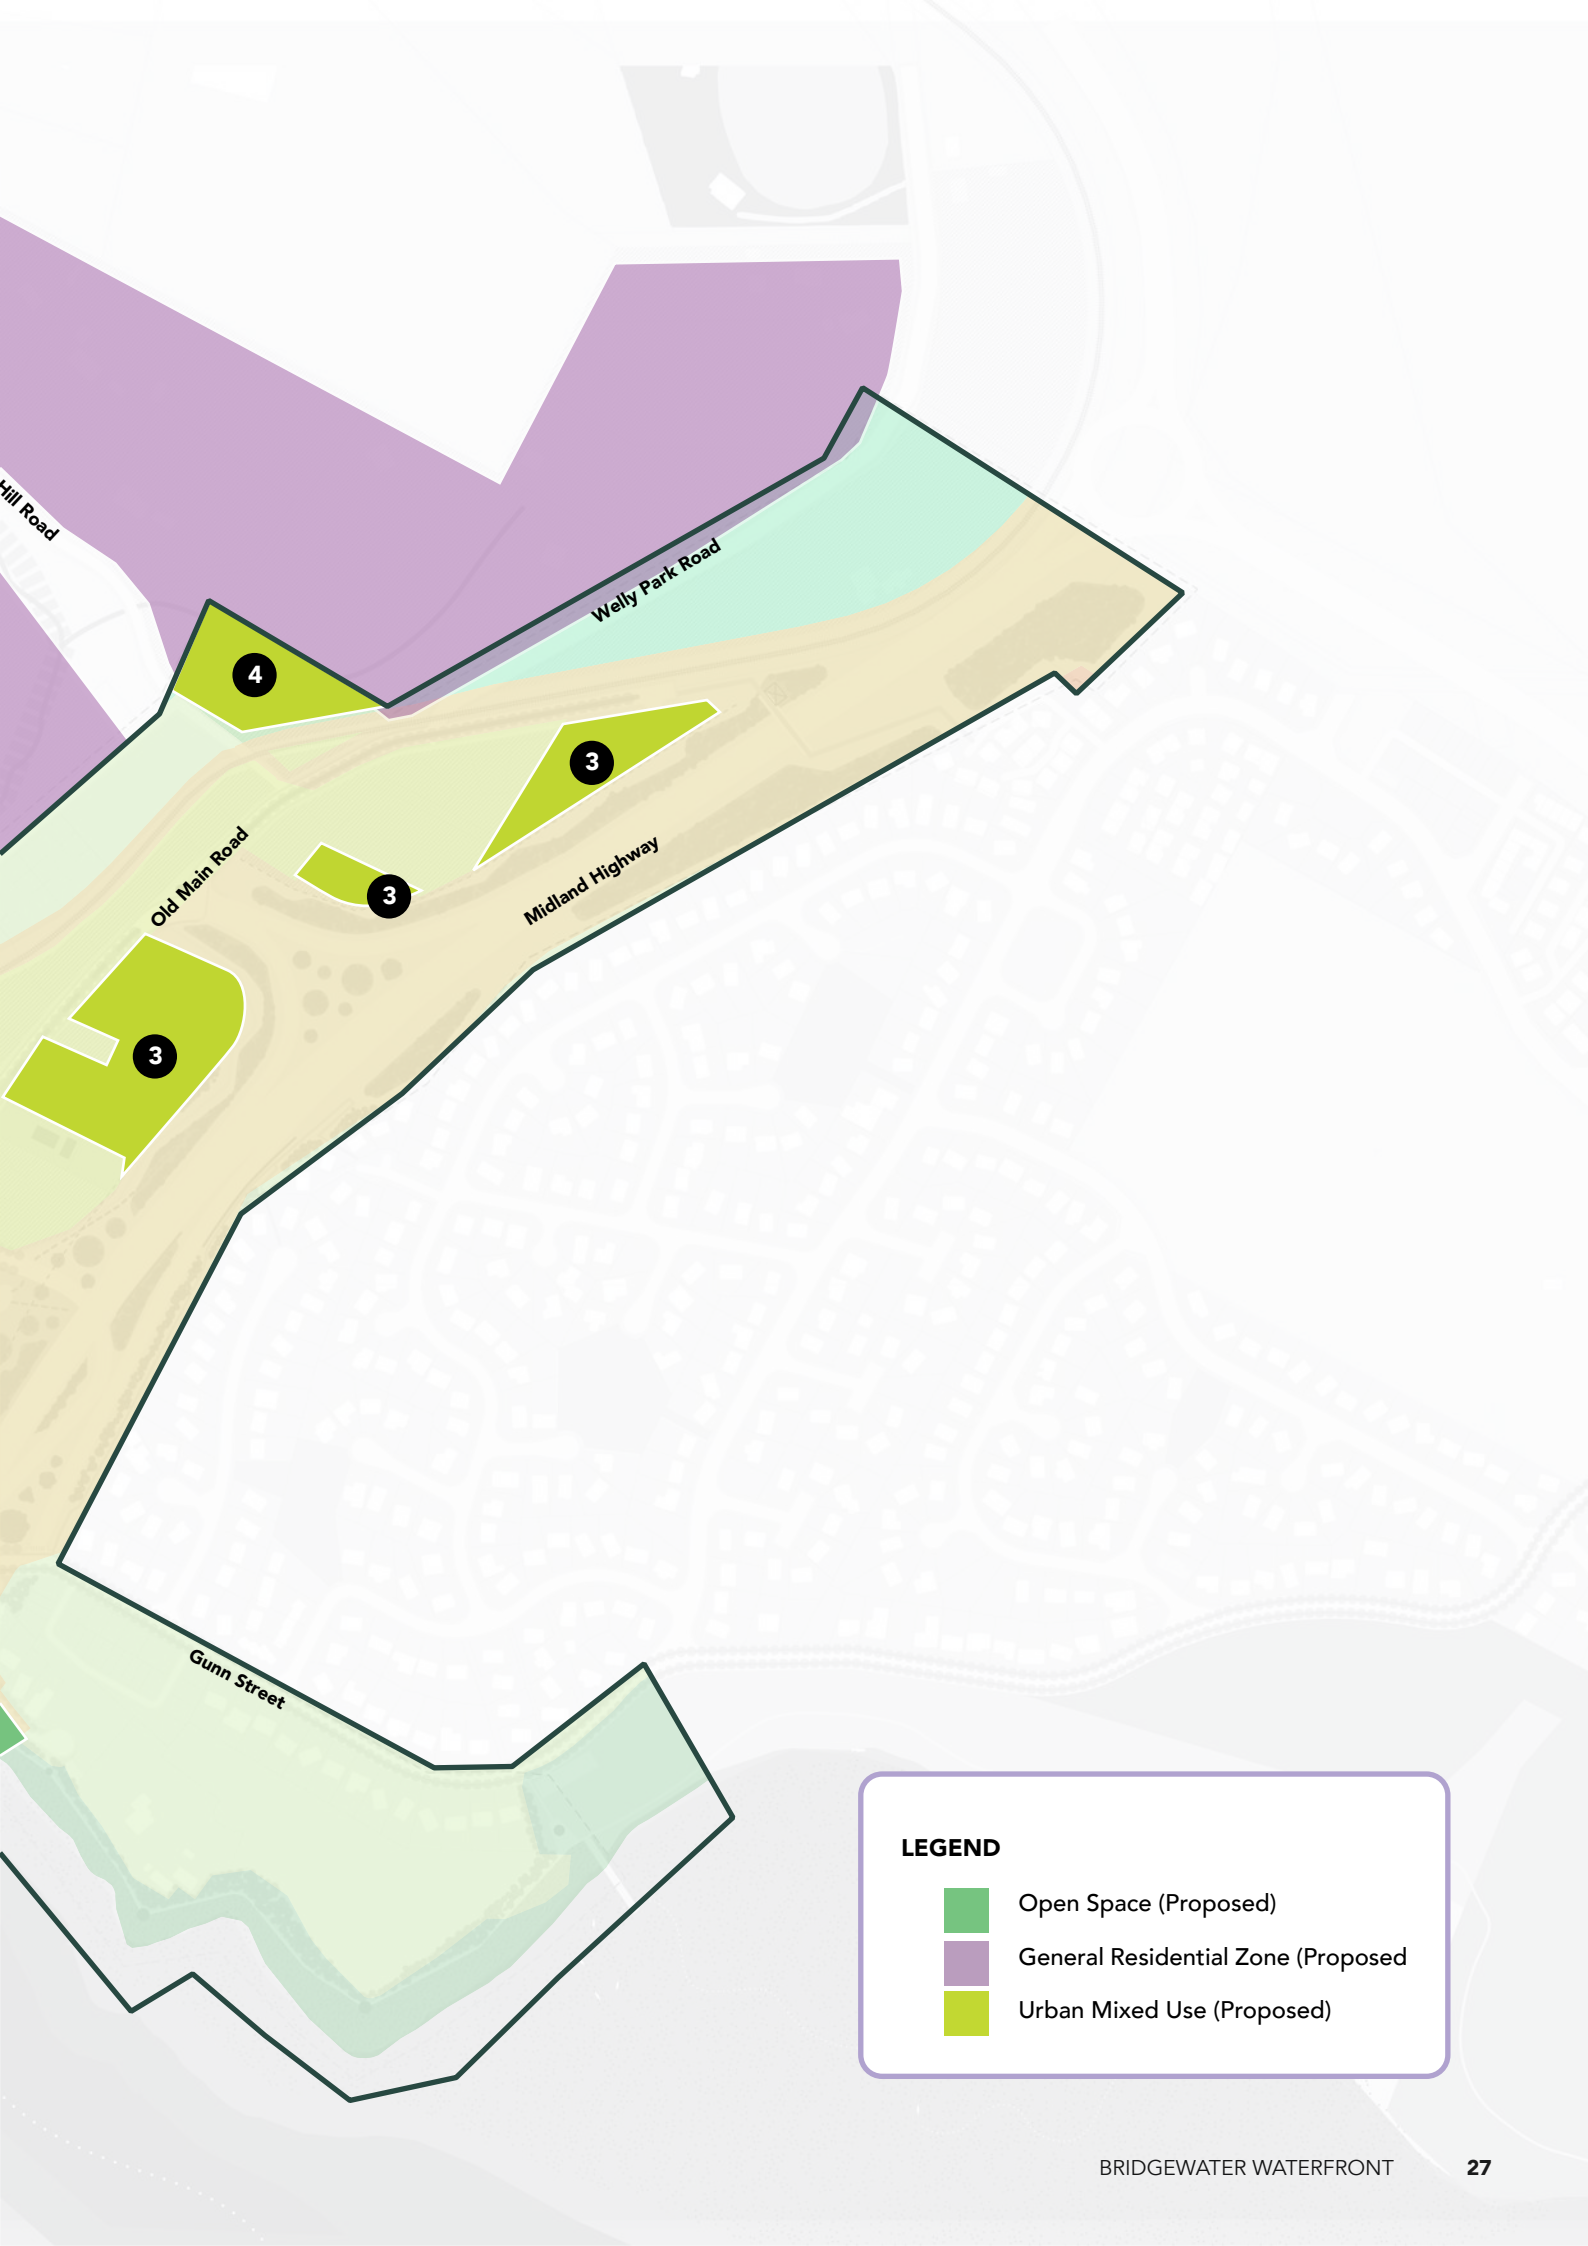 Hill Road
Welly Park Road
4
3
Old Main Road
3
Midland Highway
3
Gunn Street
LEGEND
Open Space (Proposed)
General Residential Zone (Proposed
Urban Mixed Use (Proposed)
BRIDGEWATER WATERFRONT 27